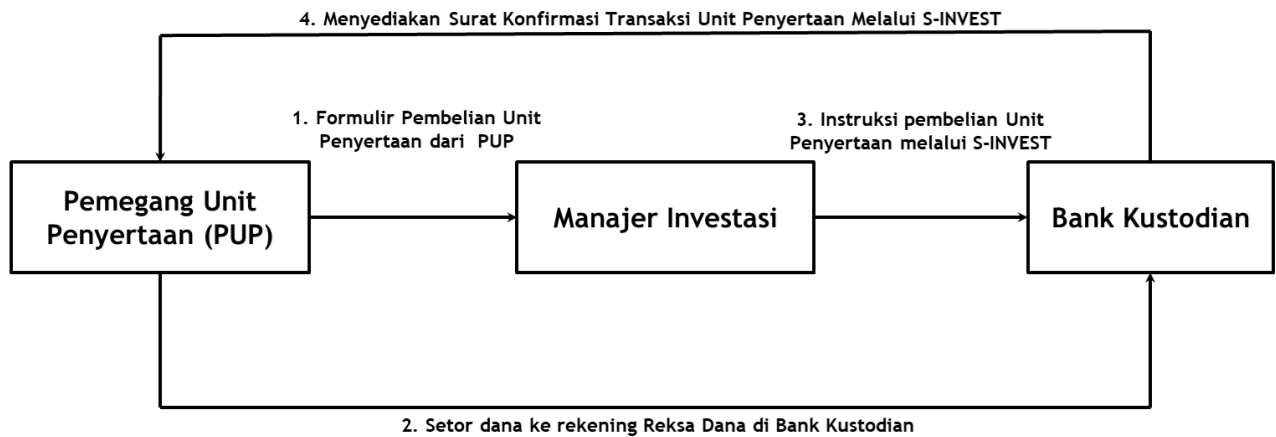 4. Menyediakan Surat Konfirmasi Transaksi Unit Penyertaan Melalui S-INVEST
1. Formulir Pembelian Unit
Penyertaan dari PUP
3. Instruksi pembelian Unit
Penyertaan melalui S-INVEST
Pemegang Unit
Penyertaan (PUP)
Manajer Investasi
Bank Kustodian
2. Setor dana ke rekening Reksa Dana di Bank Kustodian